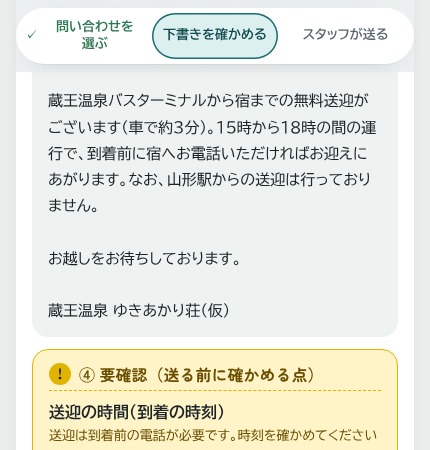 ✓ 問い合わせを
選ぶ
下書きを確かめる
スタッフが送る
蔵王温泉バスターミナルから宿までの無料送迎が
ございます（車で約3分）。15時から18時の間の運
行で、到着前に宿へお電話いただければお迎えに
あがります。なお、山形駅からの送迎は行っており
ません。
お越しをお待ちしております。
蔵王温泉 ゆきあかり荘（仮）
! ④ 要確認（送る前に確かめる点）
送迎の時間（到着の時刻）
送迎は到着前の電話が必要です。時刻を確かめてください